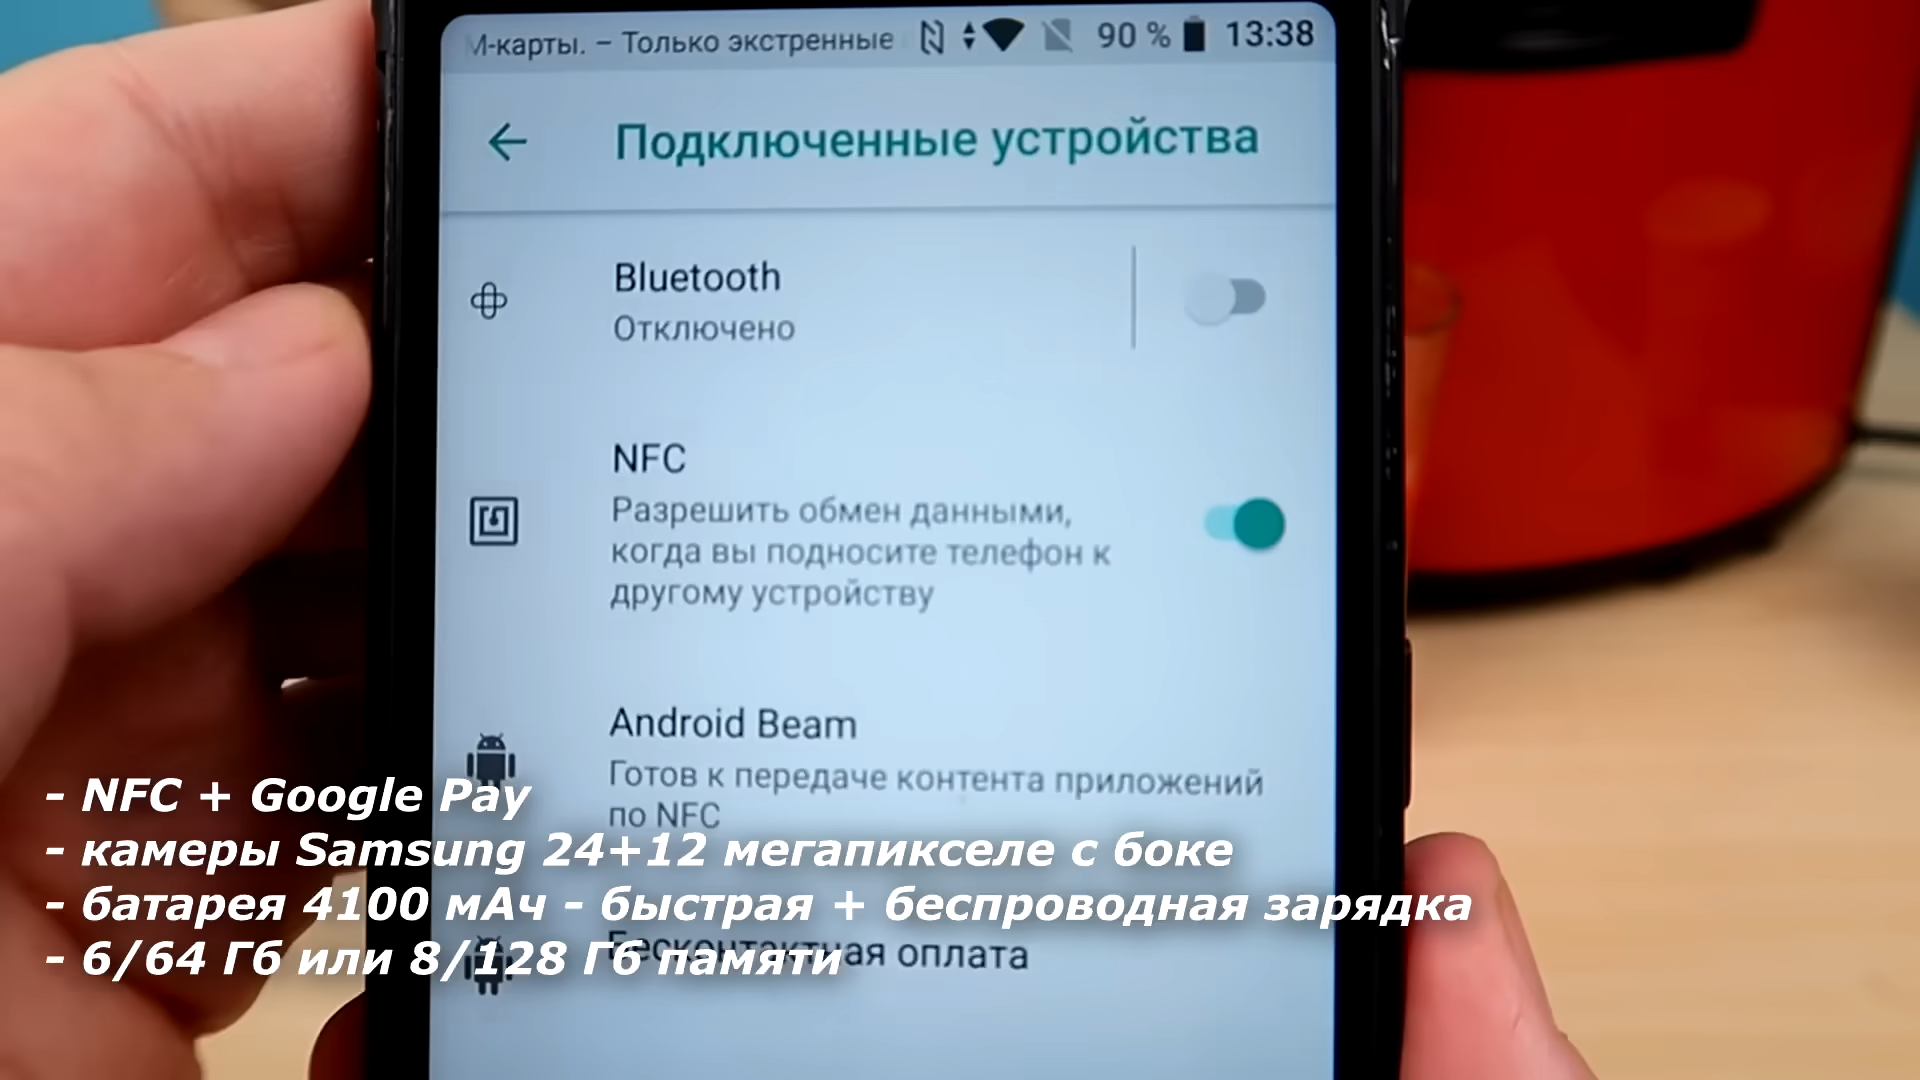 М-карты. – Только экстренные 90 % 13:38
Подключенные устройства
Bluetooth
Отключено
NFC
Разрешить обмен данными,
когда вы подносите телефон к
другому устройству
Android Beam
Готов к передаче контента приложений
по NFC
- NFC + Google Pay
- камеры Samsung 24+12 мегапикселе с боке
- батарея 4100 мАч - быстрая + беспроводная зарядка
Бесконтактная оплата
- 6/64 Гб или 8/128 Гб памяти